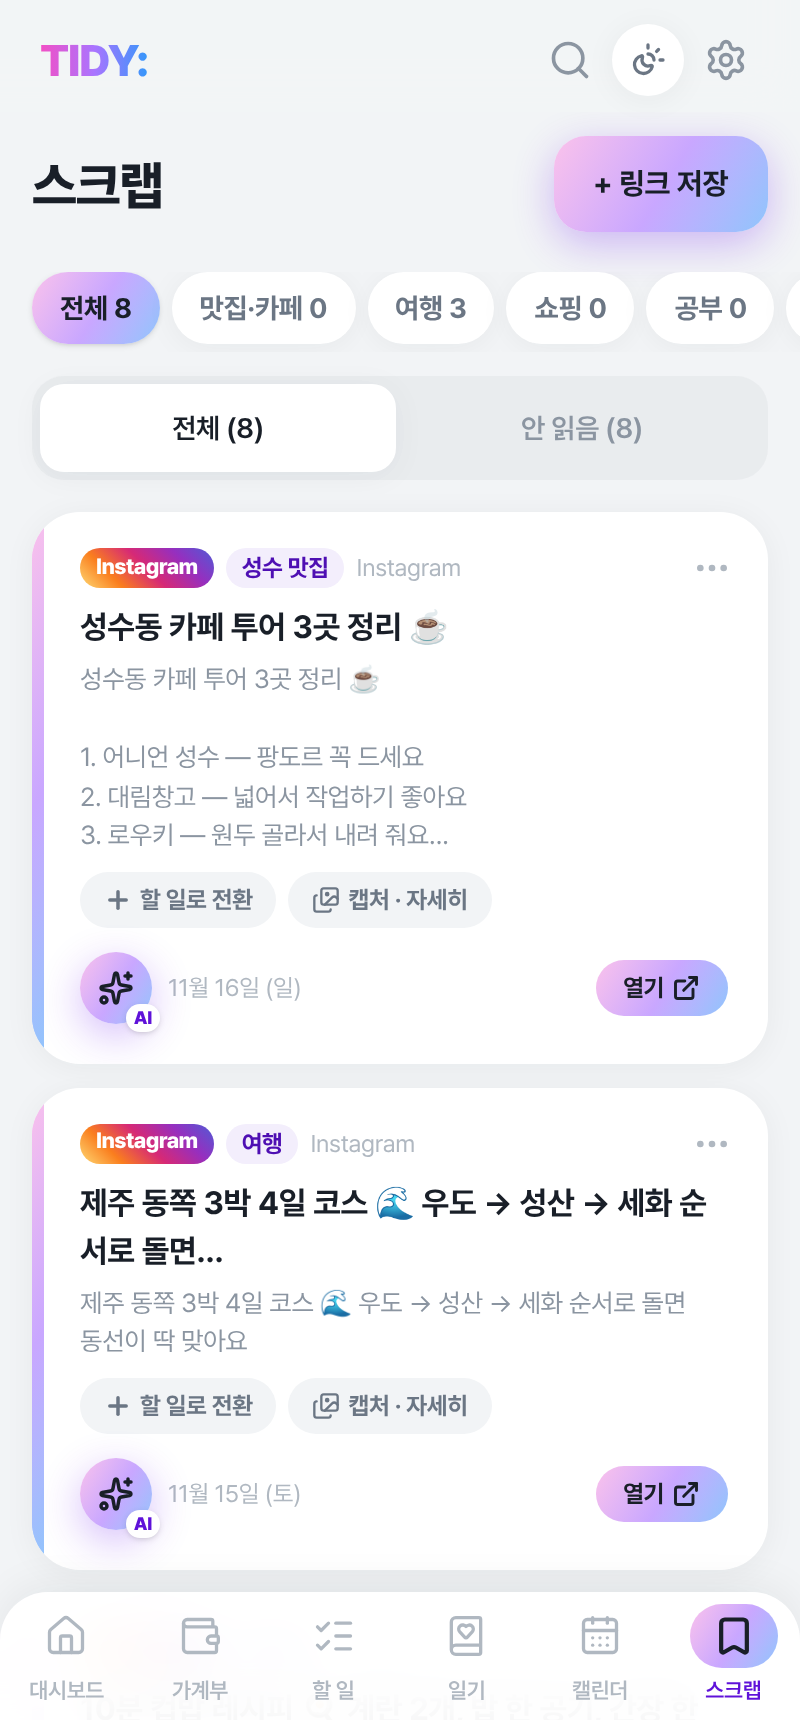 TIDY:
스크랩
+ 링크 저장
전체 8
맛집·카페 0
여행 3
쇼핑 0
공부 0
전체 (8)
안 읽음 (8)
Instagram 성수 맛집 Instagram
성수동 카페 투어 3곳 정리 ☕
성수동 카페 투어 3곳 정리 ☕
1. 어니언 성수 — 팡도르 꼭 드세요
2. 대림창고 — 넓어서 작업하기 좋아요
3. 로우키 — 원두 골라서 내려 줘요...
+ 할 일로 전환
캡처 · 자세히
AI
11월 16일 (일)
열기
Instagram 여행 Instagram
제주 동쪽 3박 4일 코스 🌊 우도 → 성산 → 세화 순
서로 돌면...
제주 동쪽 3박 4일 코스 🌊 우도 → 성산 → 세화 순서로 돌면
동선이 딱 맞아요
+ 할 일로 전환
캡처 · 자세히
AI
11월 15일 (토)
열기
대시보드
가계부
할 일
일기
캘린더
스크랩